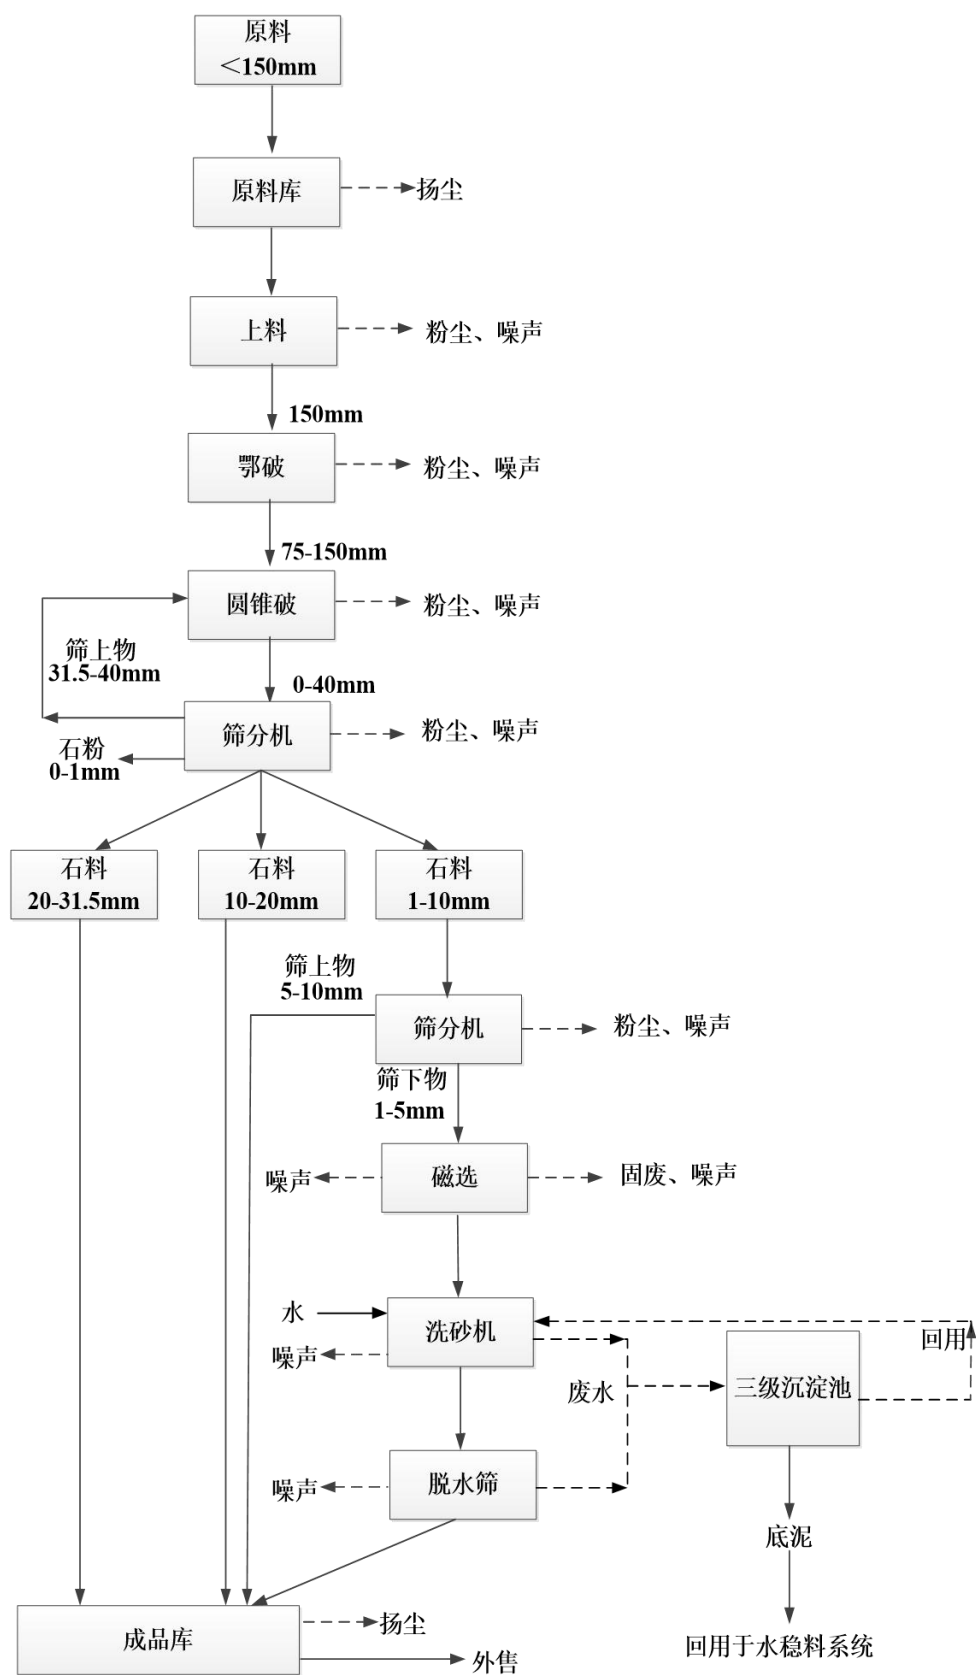 原料
＜150mm
原料库
扬尘
上料
粉尘、噪声
150mm
鄂破
粉尘、噪声
75-150mm
圆锥破
粉尘、噪声
筛上物
31.5-40mm
0-40mm
筛分机
粉尘、噪声
石粉
0-1mm
石料
20-31.5mm
石料
10-20mm
石料
1-10mm
筛上物
5-10mm
筛分机
粉尘、噪声
筛下物
1-5mm
噪声
磁选
固废、噪声
水
洗砂机
噪声
回用
废水
三级沉淀池
噪声
脱水筛
底泥
成品库
扬尘
外售
回用于水稳料系统